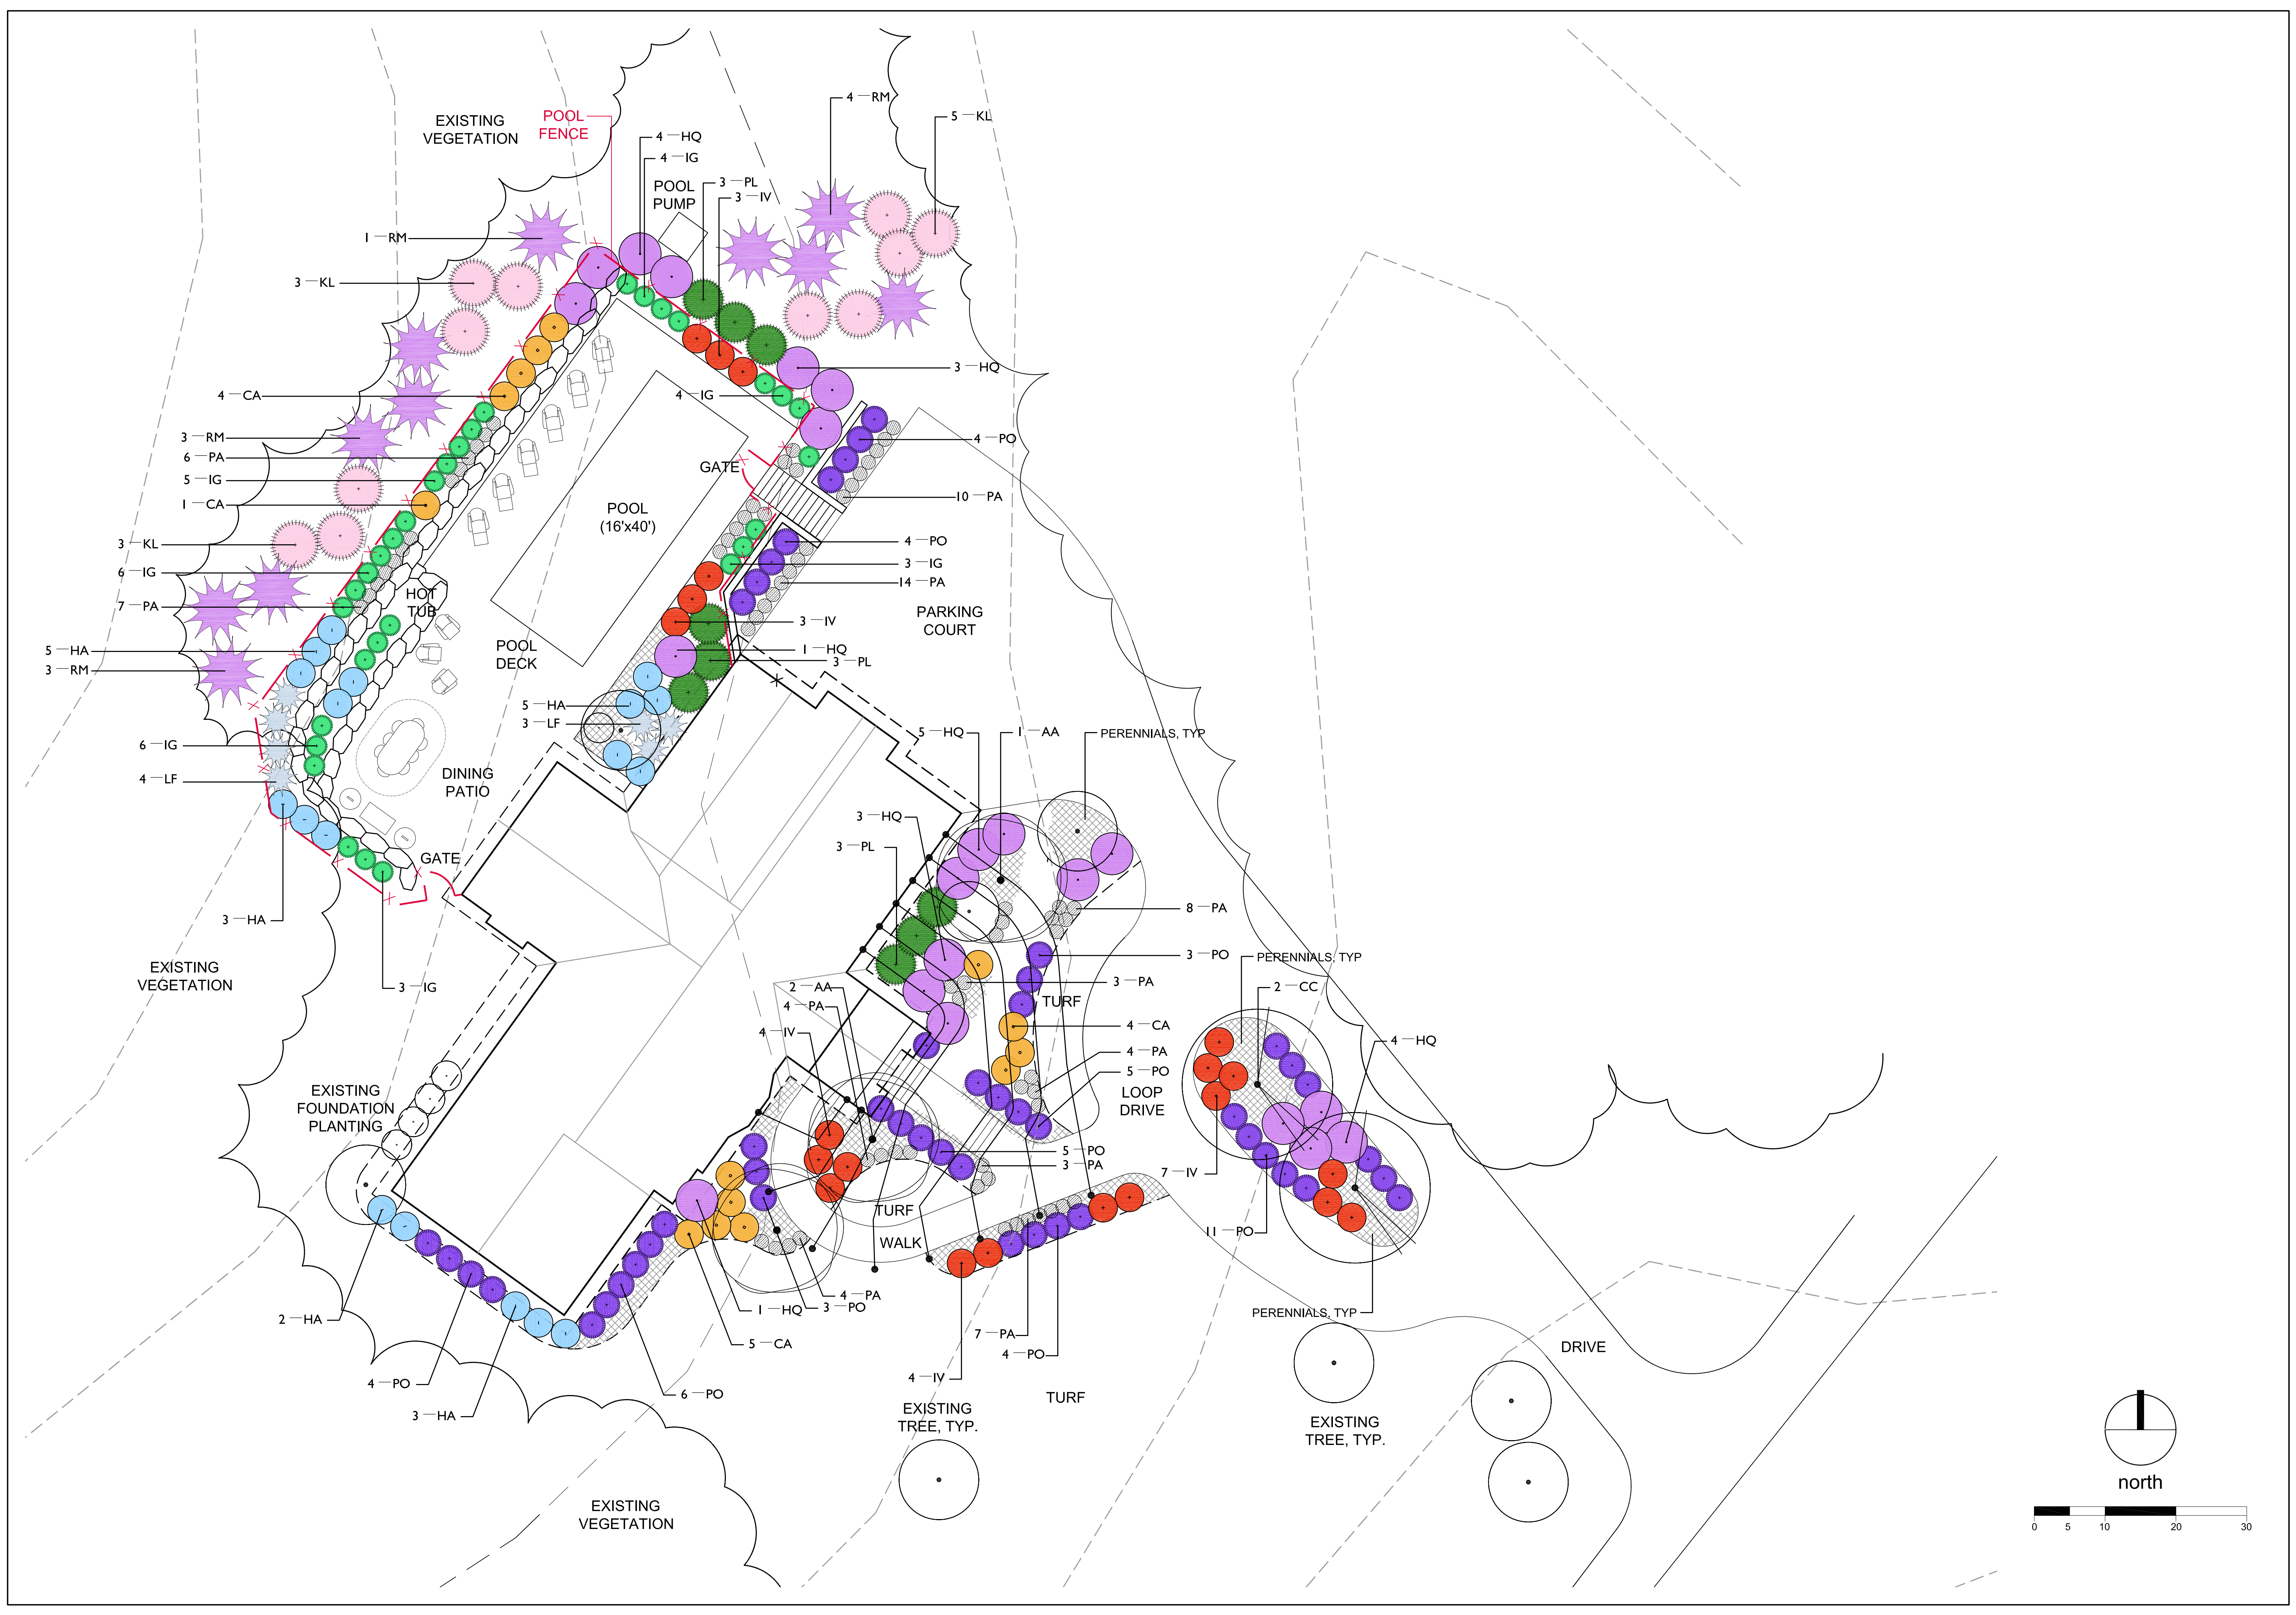 4 — RM
5 — KL
EXISTING
VEGETATION
POOL
FENCE
4 — HQ
4 — IG
POOL
PUMP
3 — PL
3 — IV
1 — RM
3 — KL
3 — HQ
4 — CA
4 — IG
3 — RM
6 — PA
5 — IG
1 — CA
GATE
4 — PO
10 — PA
POOL
(16'x40')
3 — KL
4 — PO
6 — IG
3 — IG
14 — PA
7 — PA
HOT
TUB
PARKING
COURT
3 — IV
5 — HA
3 — RM
POOL
DECK
1 — HQ
3 — PL
5 — HA
3 — LF
6 — IG
4 — LF
DINING
PATIO
5 — HQ
1 — AA
PERENNIALS, TYP
3 — HQ
3 — PL
GATE
3 — HA
8 — PA
EXISTING
VEGETATION
3 — IG
3 — PO
PERENNIALS, TYP
3 — PA
2 — AA
4 — PA
TURF
2 — CC
4 — IV
4 — CA
4 — HQ
4 — PA
5 — PO
LOOP
DRIVE
EXISTING
FOUNDATION
PLANTING
5 — PO
3 — PA
7 — IV
TURF
WALK
11 — PO
4 — PA
3 — PO
1 — HQ
PERENNIALS, TYP
2 — HA
5 — CA
7 — PA
4 — PO
DRIVE
4 — PO
6 — PO
3 — HA
4 — IV
TURF
EXISTING
TREE, TYP.
EXISTING
TREE, TYP.
EXISTING
VEGETATION
north
0 5 10 20 30